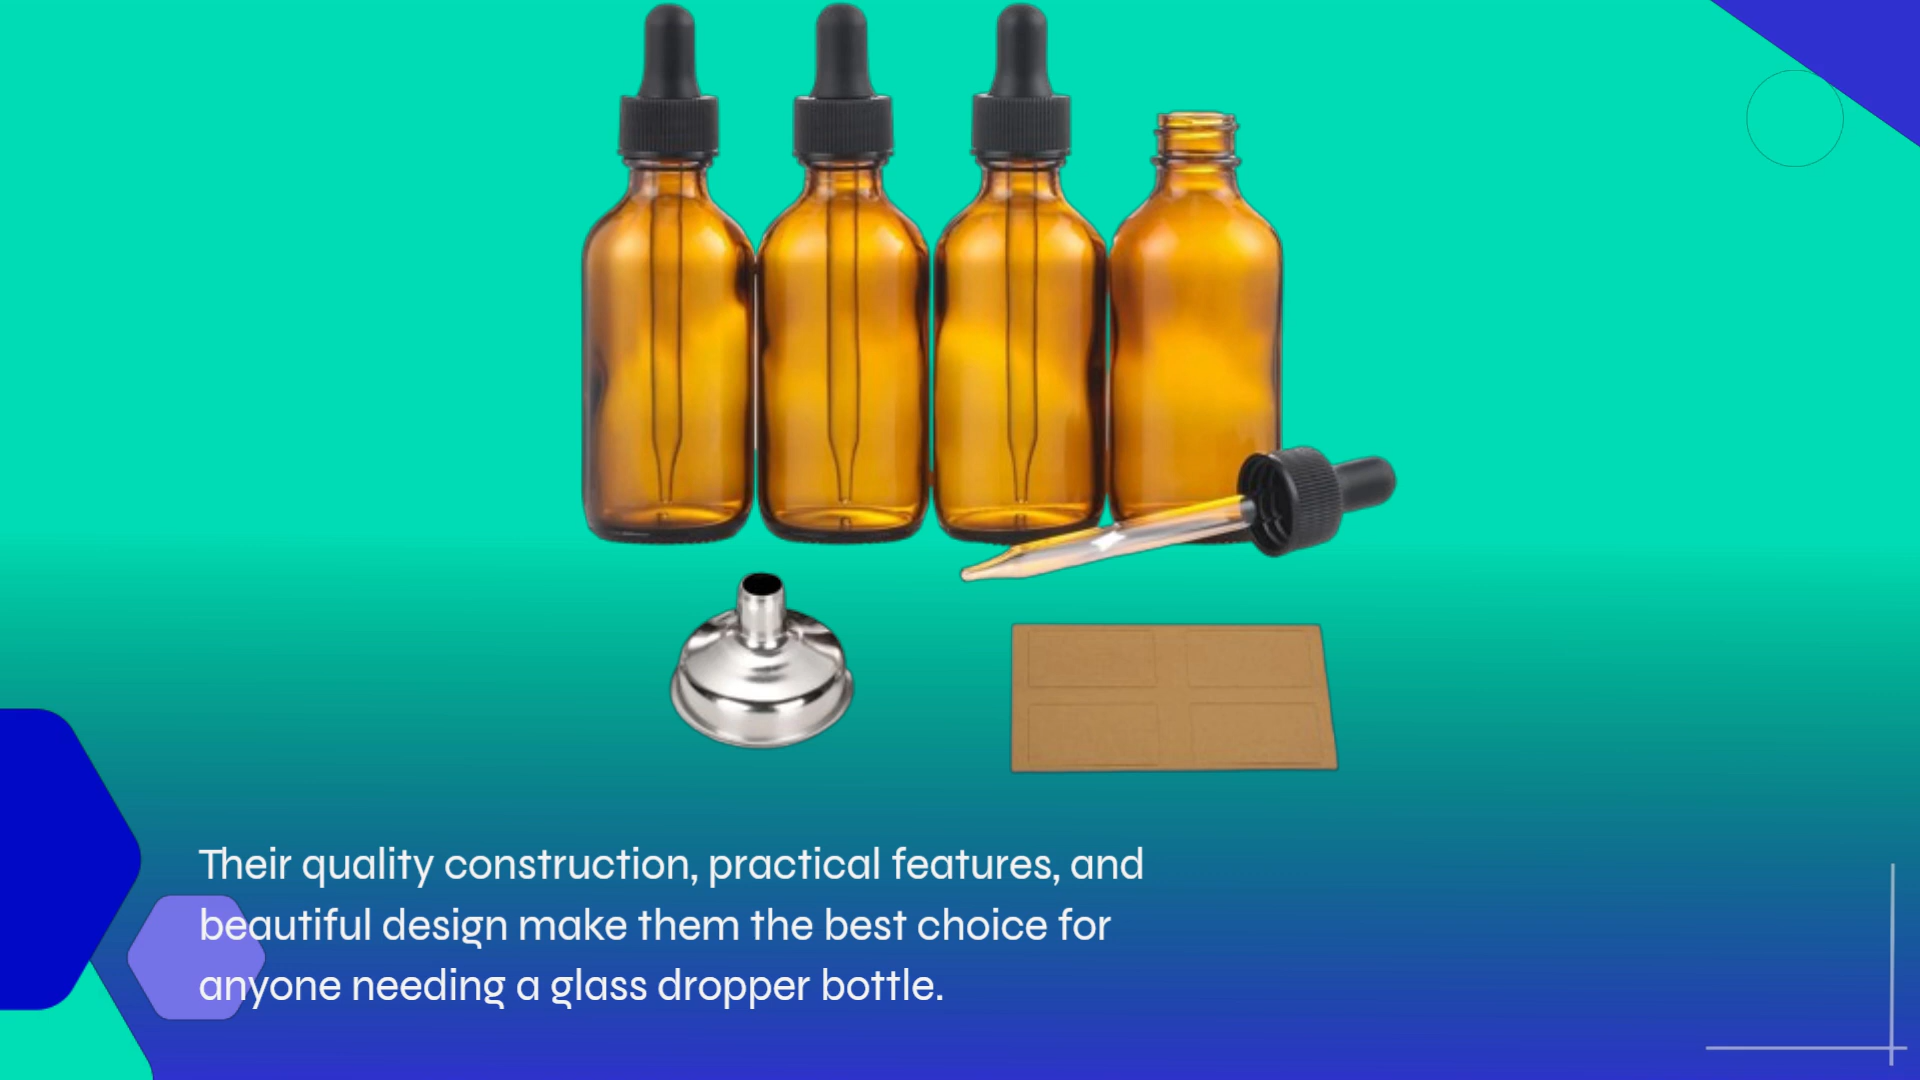 Their quality construction, practical features, and
beautiful design make them the best choice for
anyone needing a glass dropper bottle.